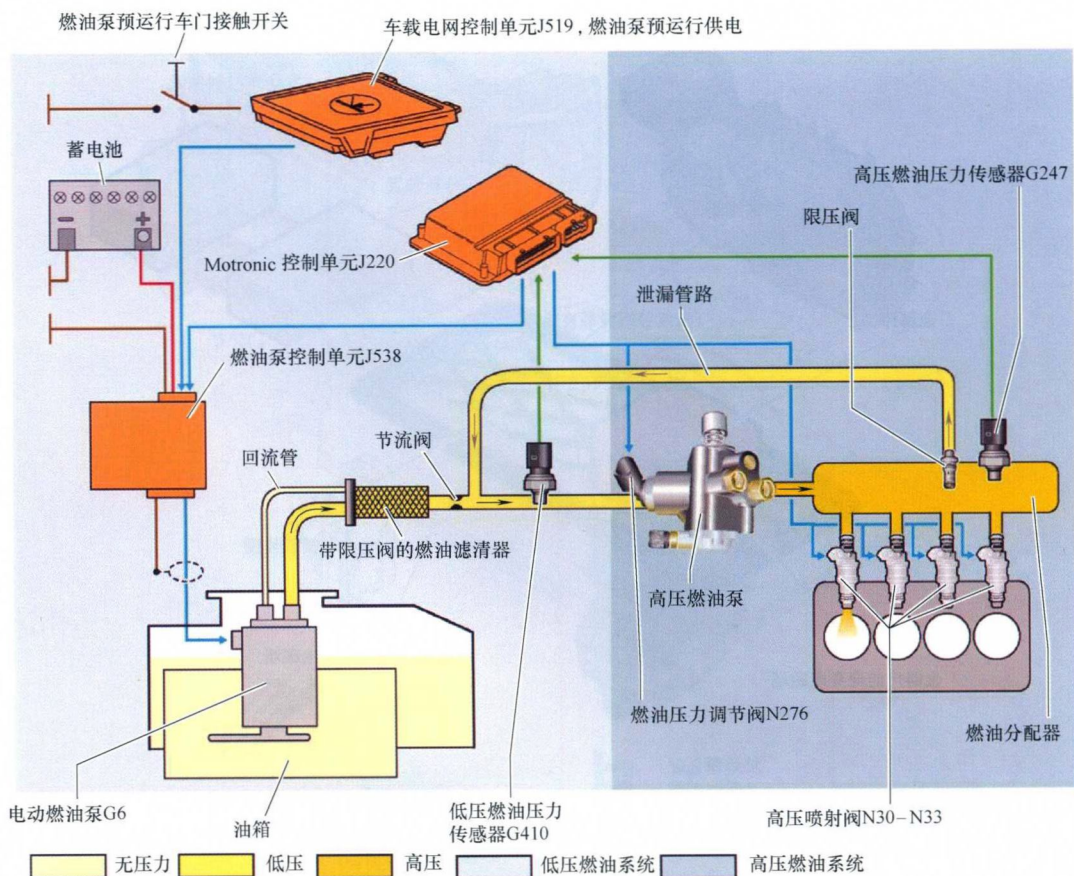 燃油泵预运行车门接触开关
车载电网控制单元J519，燃油泵预运行供电
蓄电池
高压燃油压力传感器G247
限压阀
Motronic 控制单元J220
泄漏管路
燃油泵控制单元J538
节流阀
回流管
带限压阀的燃油滤清器
高压燃油泵
燃油压力调节阀N276
燃油分配器
电动燃油泵G6
油箱
低压燃油压力
传感器G410
高压喷射阀N30–N33
无压力 低压 高压 低压燃油系统 高压燃油系统